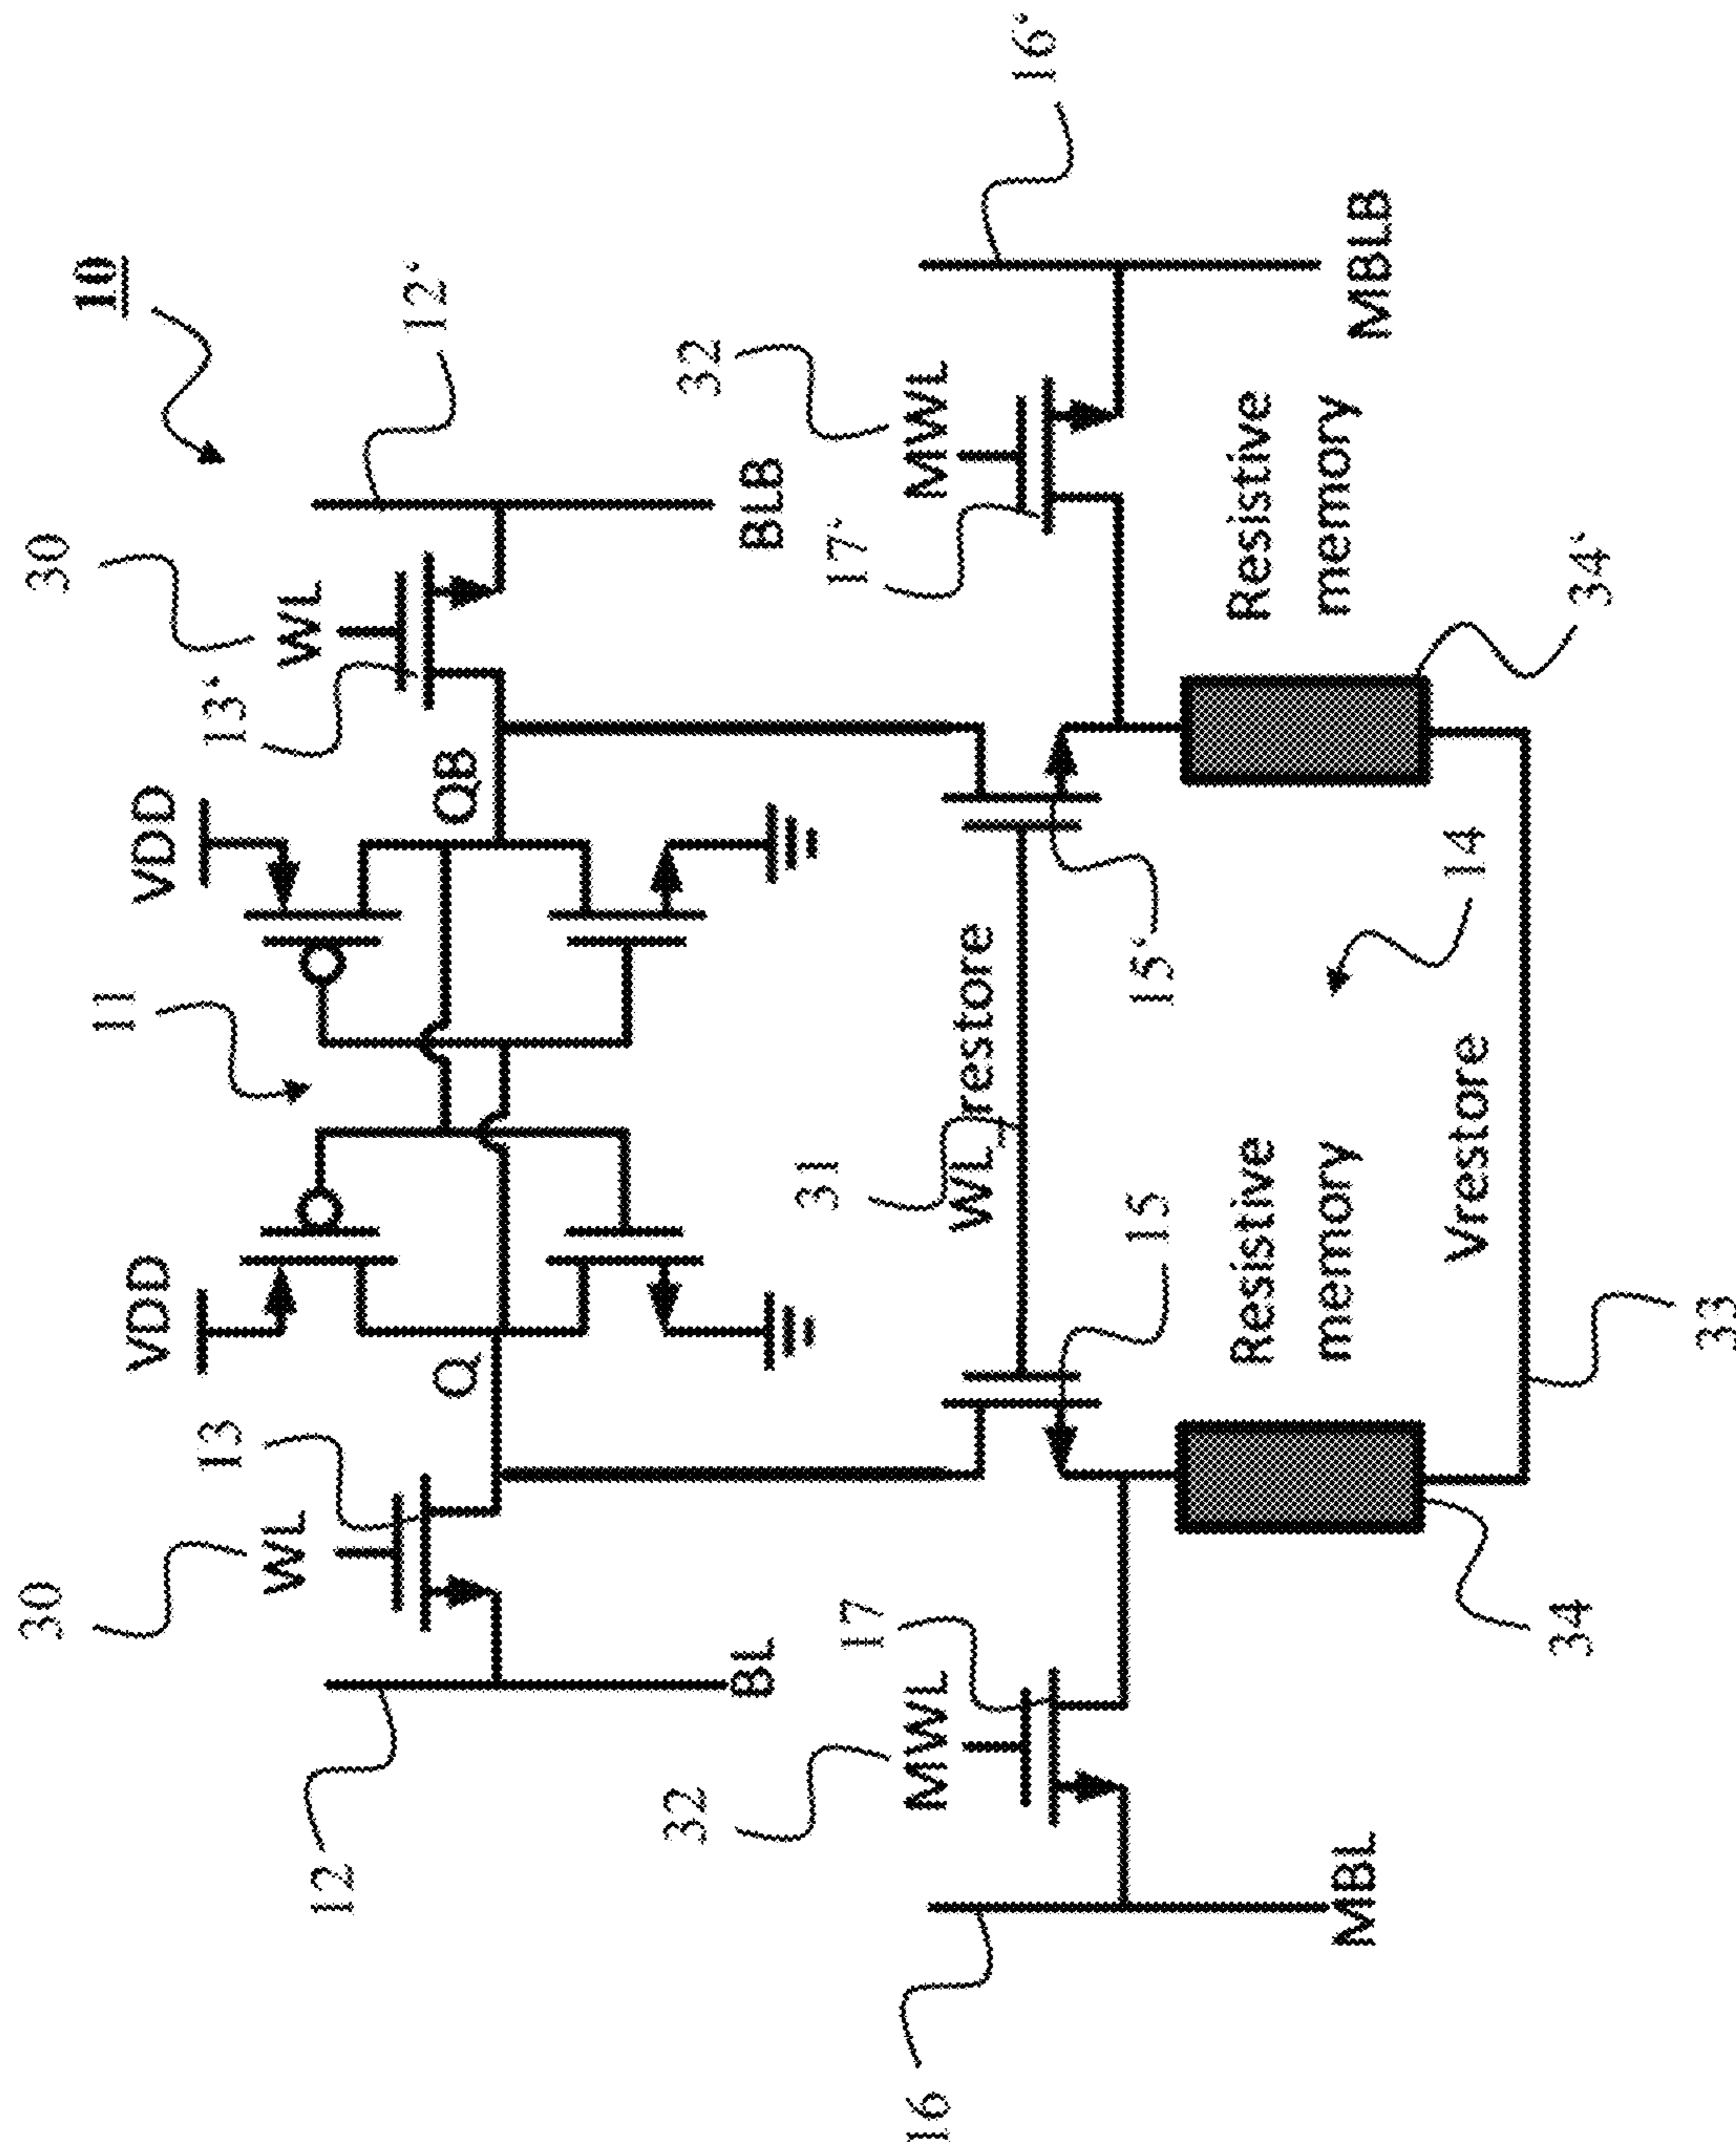 10
30
30
11
WL
WL
VDD
VDD
13
13'
12
12'
Q
QB
BL
BLB
31
32
32
MWL
MWL
17
17'
WL_restore
15
15'
16
16'
MBL
MBLB
Resistive
memory
Resistive
memory
14
Vrestore
33
34
34'